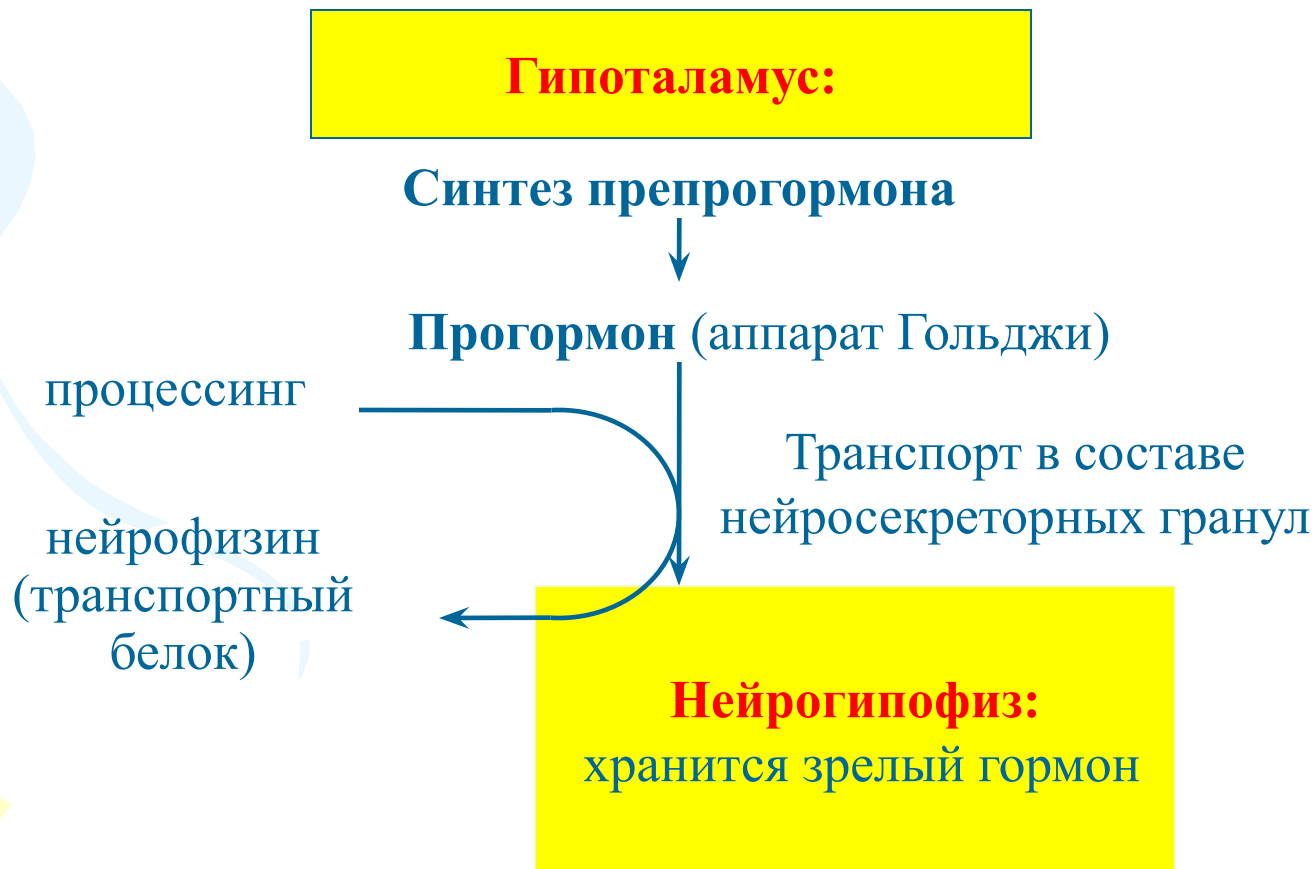 Гипоталамус:
Синтез препрогормона
Прогормон (аппарат Гольджи)
процессинг
Транспорт в составе
нейросекреторных гранул
нейрофизин
(транспортный
белок)
Нейрогипофиз:
хранится зрелый гормон